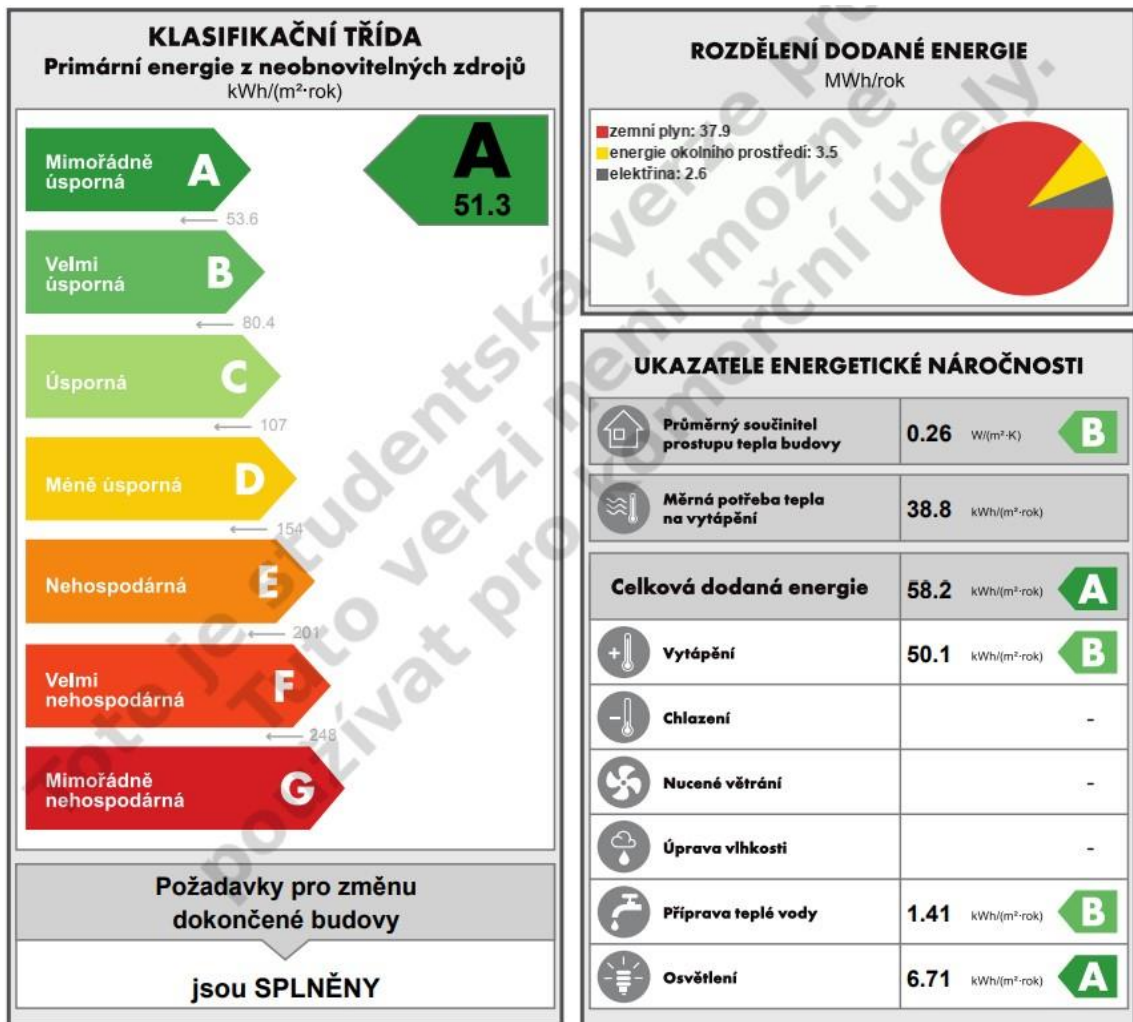 KLASIFIKAČNÍ TŘÍDA
Primární energie z neobnovitelných zdrojů
kWh/(m²·rok)
Mimořádně
úsporná
A
A
51.3
53.6
Velmi
úsporná
B
80.4
Úsporná
C
107
Méně úsporná
D
154
Nehospodárná
E
201
Velmi
nehospodárná
F
248
Mimořádně
nehospodárná
G
Požadavky pro změnu
dokončené budovy
jsou SPLNĚNY
ROZDĚLENÍ DODANÉ ENERGIE
MWh/rok
zemní plyn: 37.9
energie okolního prostředí: 3.5
elektřina: 2.6
UKAZATELE ENERGETICKÉ NÁROČNOSTI
Průměrný součinitel
prostupu tepla budovy
0.26 W/(m²·K) B
Měrná potřeba tepla
na vytápění
38.8 kWh/(m²·rok)
Celková dodaná energie 58.2 kWh/(m²·rok) A
Vytápění 50.1 kWh/(m²·rok) B
Chlazení -
Nucené větrání -
Úprava vlhkosti -
Příprava teplé vody 1.41 kWh/(m²·rok) B
Osvětlení 6.71 kWh/(m²·rok) A
Toto je studentská verze
Tuto verzi není možné
používat pro komerční účely.